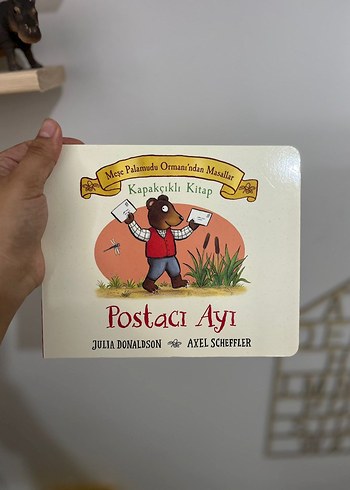 Meşe Palamudu Ormanı'ndan Masallar
Kapakçıklı Kitap
Postacı Ayı
JULIA DONALDSON AXEL SCHEFFLER